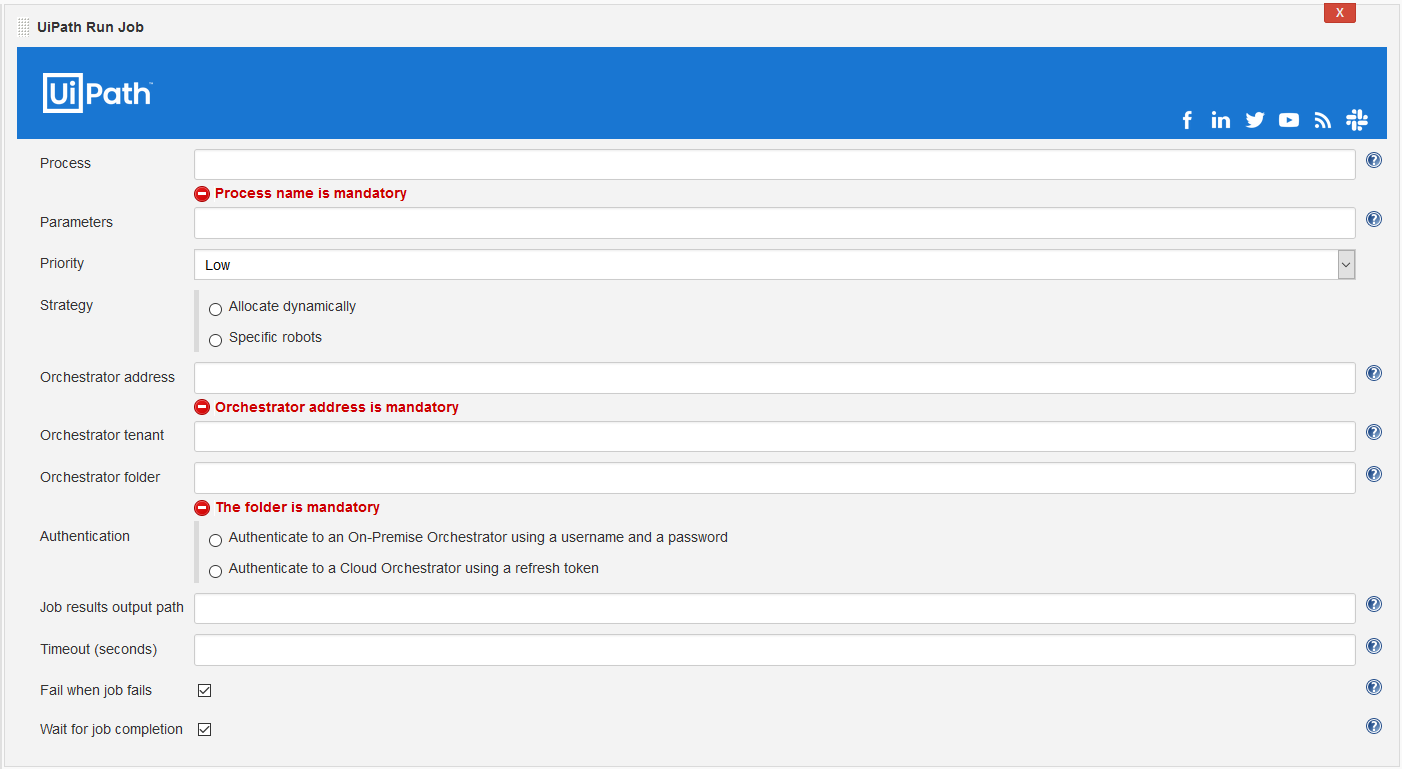 UiPath Run Job
X
UiPath™
Process
Process name is mandatory
Parameters
Priority
Low
Strategy
Allocate dynamically
Specific robots
Orchestrator address
Orchestrator address is mandatory
Orchestrator tenant
Orchestrator folder
The folder is mandatory
Authentication
Authenticate to an On-Premise Orchestrator using a username and a password
Authenticate to a Cloud Orchestrator using a refresh token
Job results output path
Timeout (seconds)
Fail when job fails
Wait for job completion